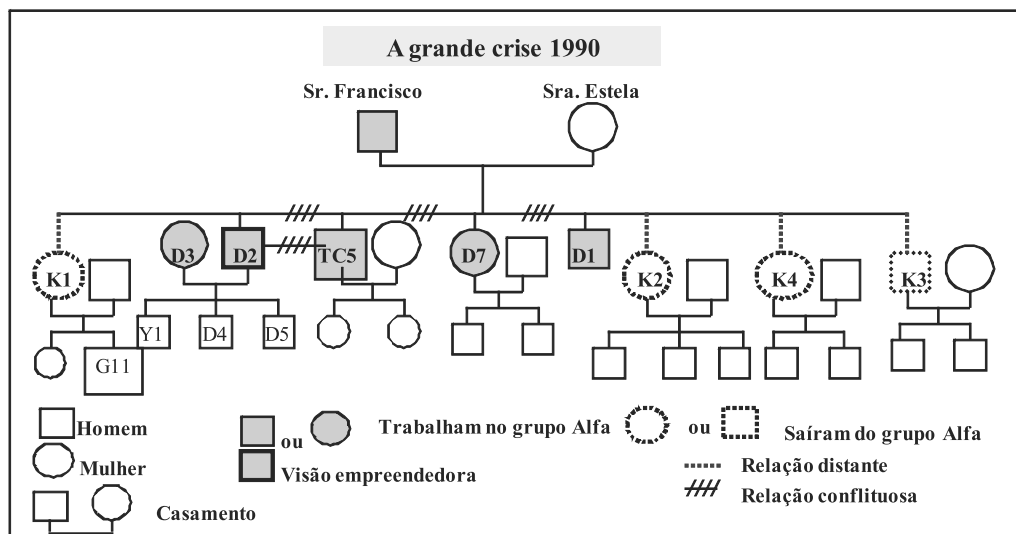 A grande crise 1990
Sr. Francisco
Sra. Estela
K1
D3
D2
TC5
D7
D1
K2
K4
K3
Y1
D4
D5
G11
Homem
Mulher
Casamento
ou
Trabalham no grupo Alfa
Visão empreendedora
ou
Saíram do grupo Alfa
Relação distante
Relação conflituosa